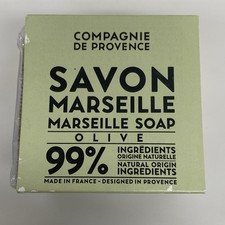 COMPAGNIE
DE PROVENCE
SAVON
MARSEILLE
MARSEILLE SOAP
OLIVE
99%
INGRÉDIENTS
ORIGINE NATURELLE
NATURAL ORIGIN
INGREDIENTS
MADE IN FRANCE - DESIGNED IN PROVENCE